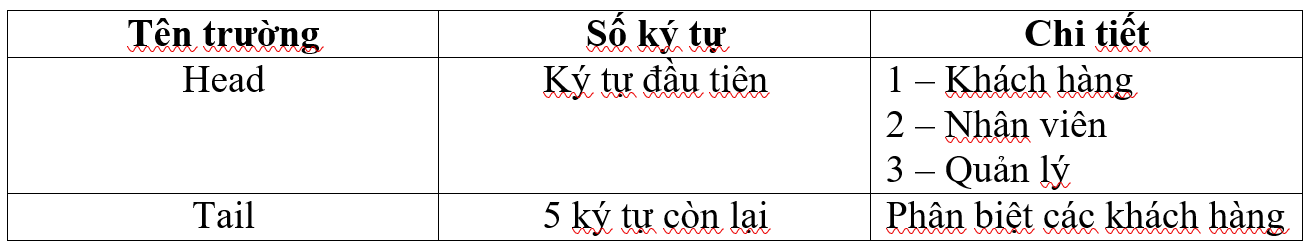 Tên trường Số ký tự Chi tiết
Head Ký tự đầu tiên 1 – Khách hàng
2 – Nhân viên
3 – Quản lý
Tail 5 ký tự còn lại Phân biệt các khách hàng